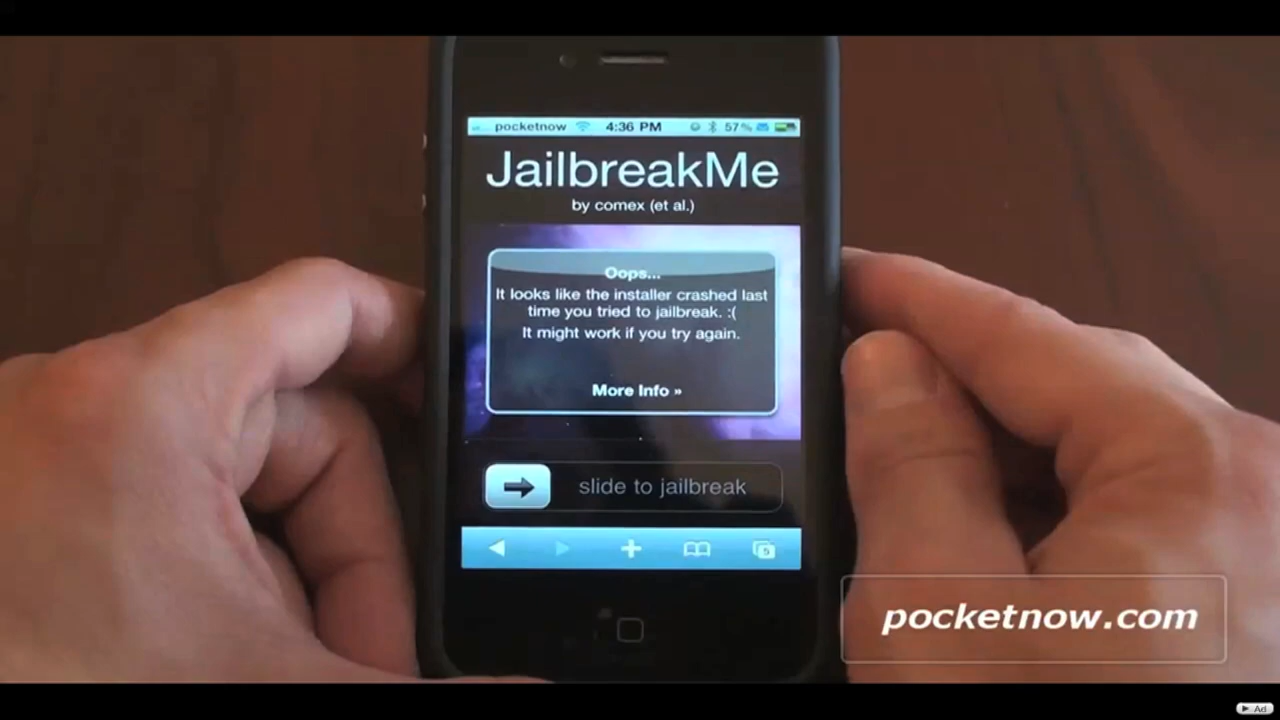 pocketnow 4:36 PM 57%
JailbreakMe
by comex (et al.)
Oops...
It looks like the installer crashed last
time you tried to jailbreak. :(
It might work if you try again.
More Info »
slide to jailbreak
pocketnow.com
Ad